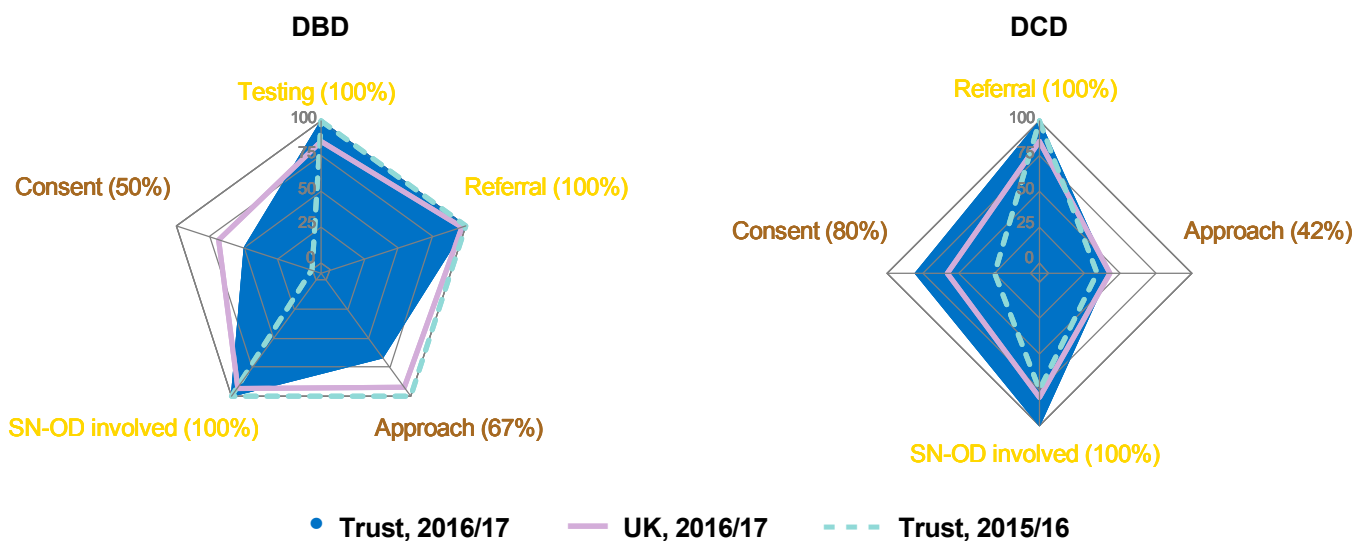 DBD
Testing (100%)
100
75
50
25
0
Consent (50%)
Referral (100%)
SN-OD involved (100%)
Approach (67%)
DCD
Referral (100%)
100
75
50
25
0
Consent (80%)
Approach (42%)
SN-OD involved (100%)
Trust, 2016/17
UK, 2016/17
Trust, 2015/16